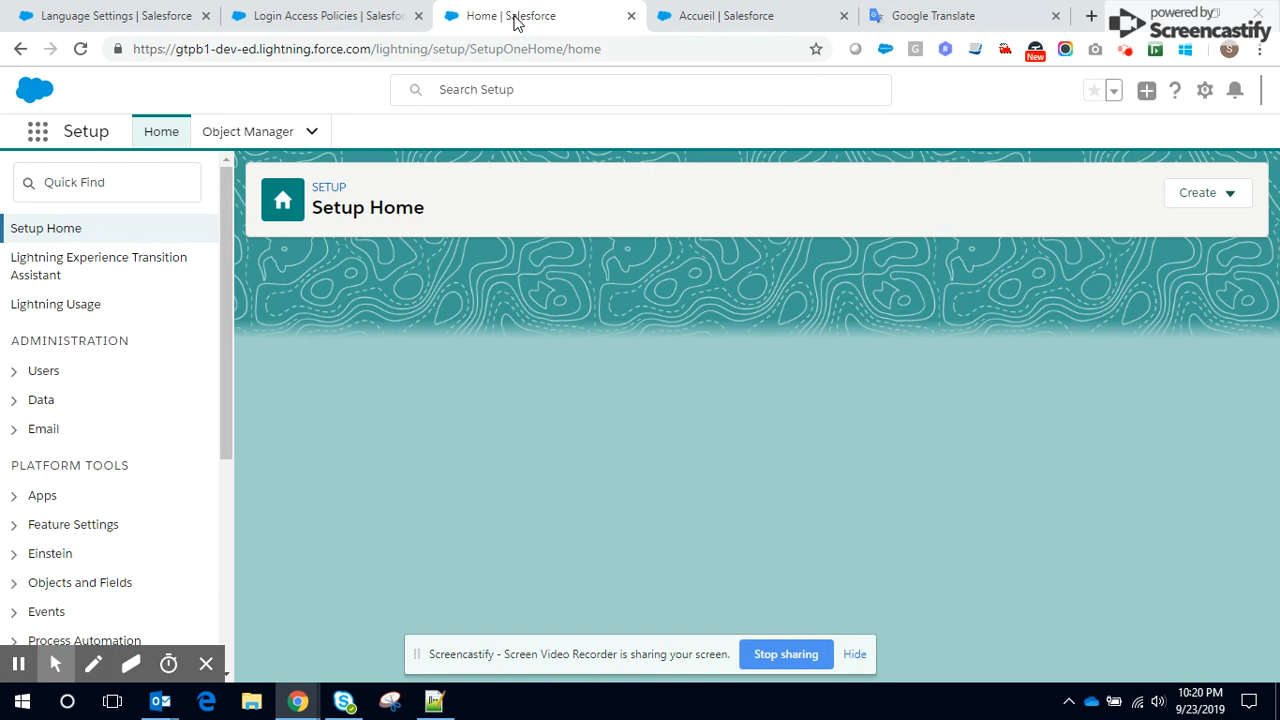 Language Settings | Salesforce
Login Access Policies | Salesfor
Home | Salesforce
Accueil | Salesforce
Google Translate
powered by
Screencastify
https://gtpb1-dev-ed.lightning.force.com/lightning/setup/SetupOneHome/home
G
R
New
S
Search Setup
Setup
Home
Object Manager
Quick Find
SETUP
Setup Home
Create
Setup Home
Lightning Experience Transition
Assistant
Lightning Usage
ADMINISTRATION
Users
Data
Email
PLATFORM TOOLS
Apps
Feature Settings
Einstein
Objects and Fields
Events
Process Automation
Screencastify - Screen Video Recorder is sharing your screen.
Stop sharing
Hide
10:20 PM
9/23/2019